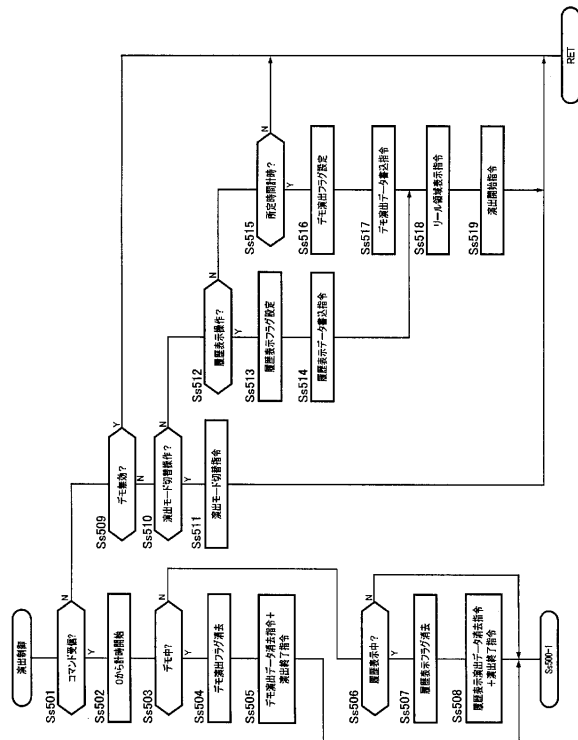 演出制御
Ss501
コマンド受信?
N
Y
Ss502
0から計時開始
Ss503
デモ中?
N
Y
Ss504
デモ演出フラグ消去
Ss505
デモ演出データ消去指令+
演出終了指令
Ss506
履歴表示中?
N
Y
Ss507
履歴表示フラグ消去
Ss508
履歴表示演出データ消去指令
+演出終了指令
Ss500-1
Ss509
デモ無効?
Y
N
Ss510
演出モード切替操作?
N
Y
Ss511
演出モード切替指令
Ss512
履歴表示操作?
N
Y
Ss513
履歴表示フラグ設定
Ss514
履歴表示データ書込指令
Ss515
所定時間計時?
N
Y
Ss516
デモ演出フラグ設定
Ss517
デモ演出データ書込指令
Ss518
リール領域表示指令
Ss519
演出開始指令
RET